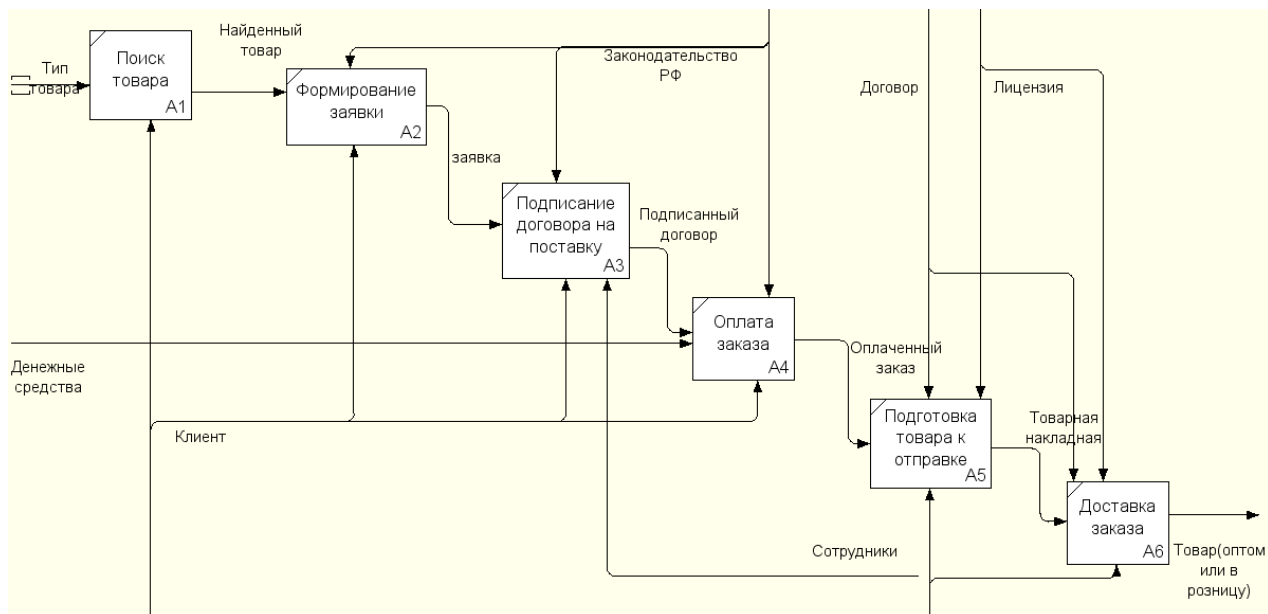 Тип
товара
Поиск
товара
A1
Найденный
товар
Формирование
заявки
A2
Законодательство
РФ
Договор
Лицензия
заявка
Подписание
договора на
поставку
A3
Подписанный
договор
Денежные
средства
Оплата
заказа
A4
Оплаченный
заказ
Клиент
Подготовка
товара к
отправке
A5
Товарная
накладная
Сотрудники
Доставка
заказа
A6
Товар(оптом
или в
розницу)